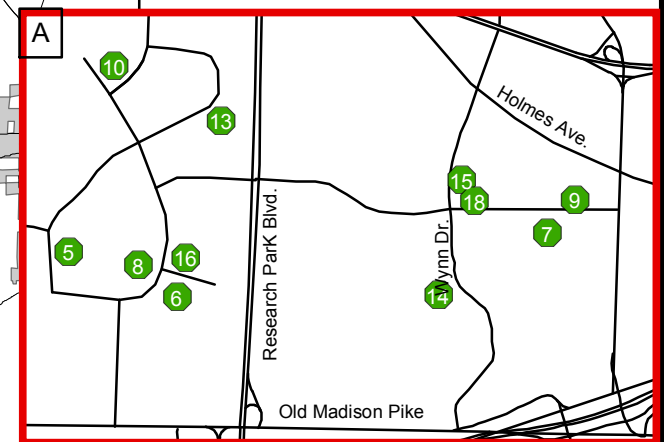 A
10
13
Holmes Ave.
15
18
9
7
5
8
16
6
Research ParK Blvd.
Wynn Dr.
14
Old Madison Pike